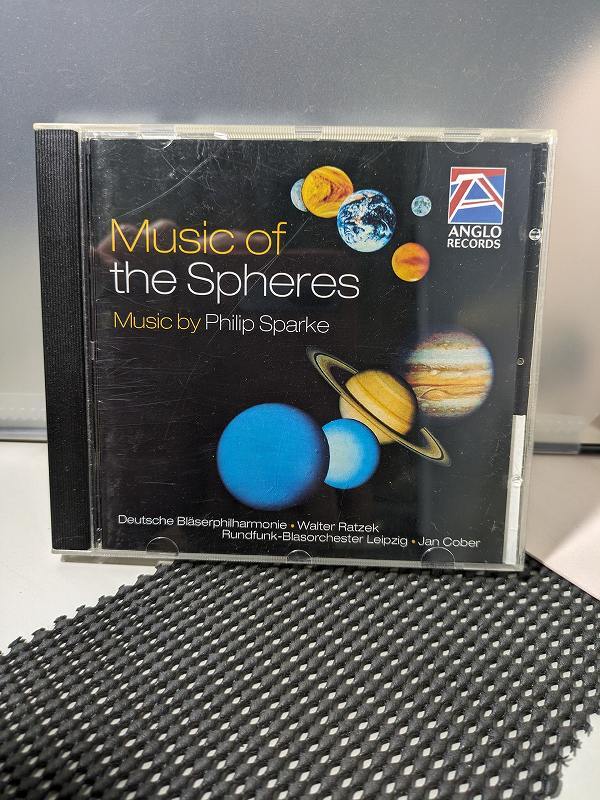 Music of
the Spheres
Music by Philip Sparke
ANGLO
RECORDS
Deutsche Bläserphilharmonie • Walter Ratzek
Rundfunk-Blasorchester Leipzig • Jan Cober